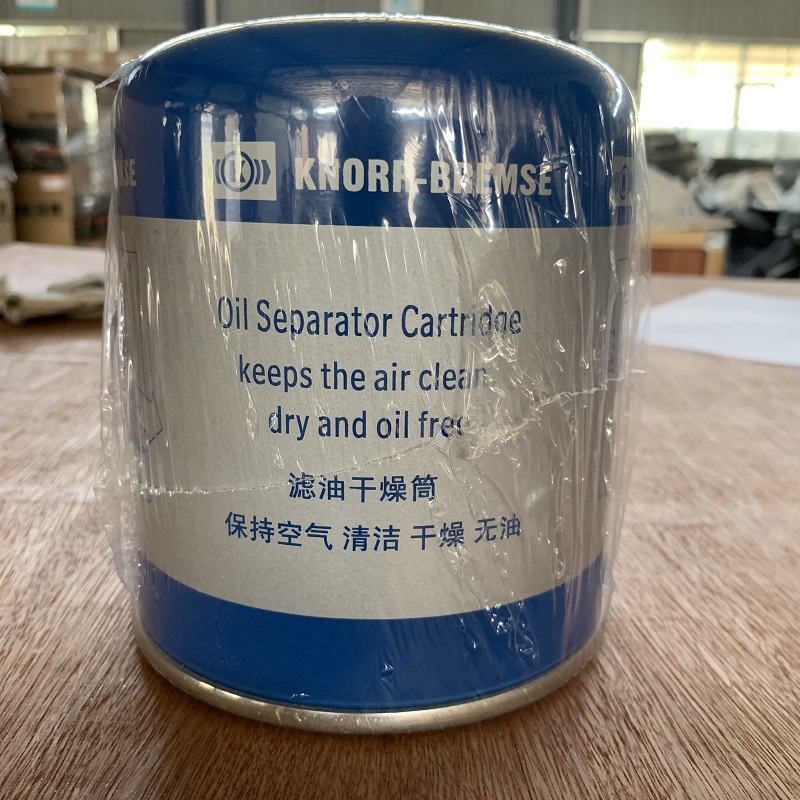 KNORR-BREMSE
Oil Separator Cartridge
keeps the air clean,
dry and oil free
滤油干燥筒
保持空气 清洁 干燥 无油